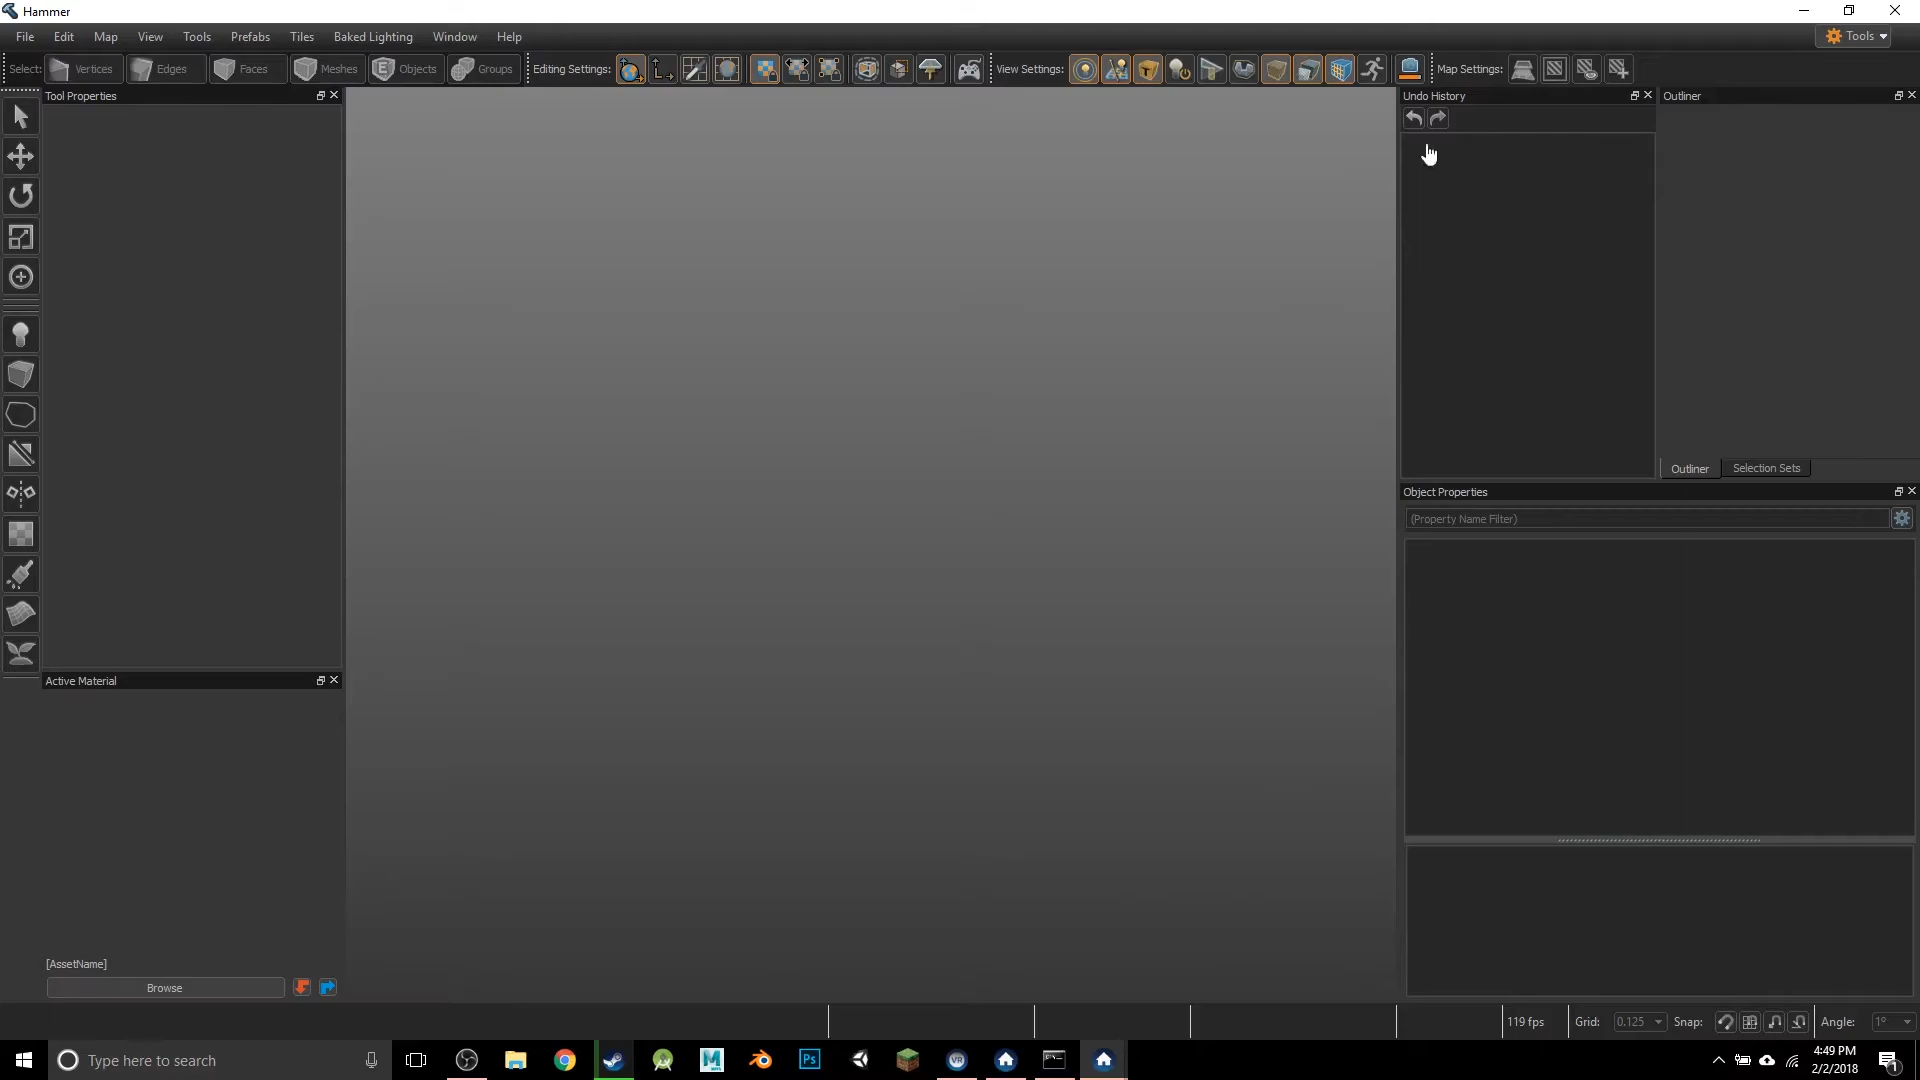 Hammer
File Edit Map View Tools Prefabs Tiles Baked Lighting Window Help
Tools
Select: Vertices Edges Faces Meshes Objects Groups Editing Settings: View Settings: Map Settings:
Tool Properties
Undo History
Outliner
Outliner Selection Sets
Object Properties
(Property Name Filter)
Active Material
[AssetName]
Browse
119 fps Grid: 0.125 Snap: Angle: 1°
Type here to search
4:49 PM
2/2/2018